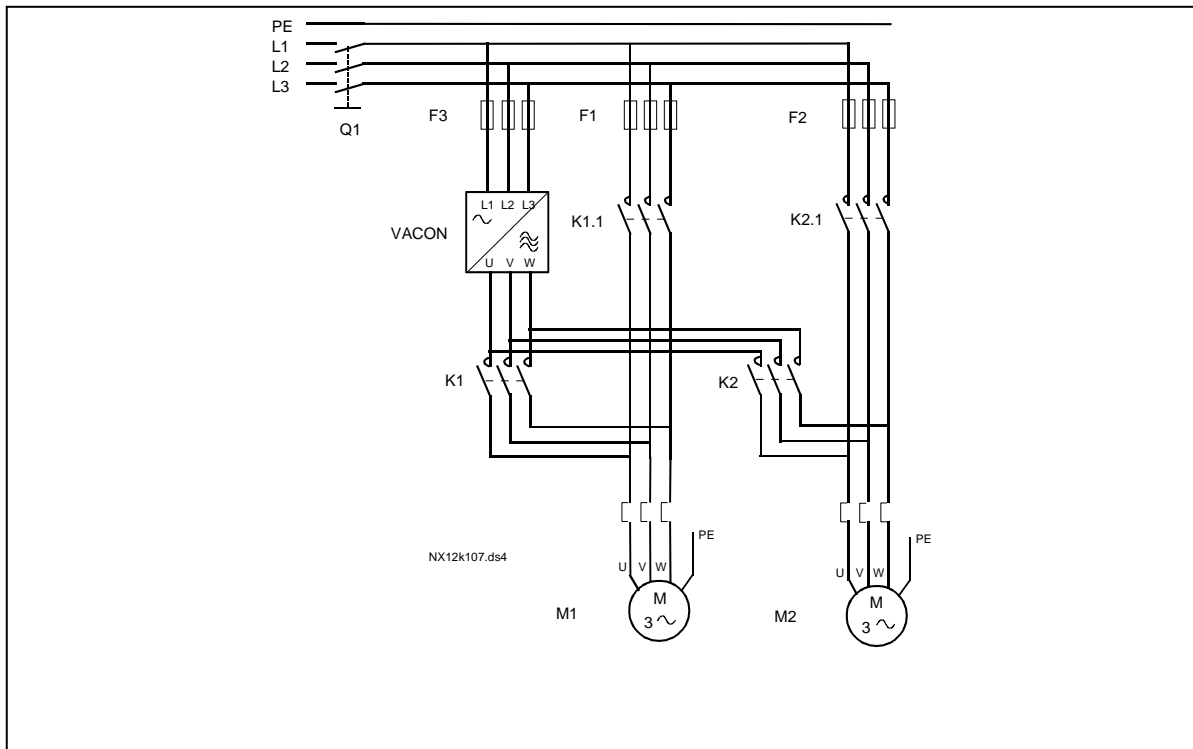 PE
L1
L2
L3
Q1
F3
F1
F2
L1 L2 L3
VACON
U V W
K1.1
K2.1
K1
K2
NX12k107.ds4
PE
PE
U V W
U V W
M1
M
3
M2
M
3